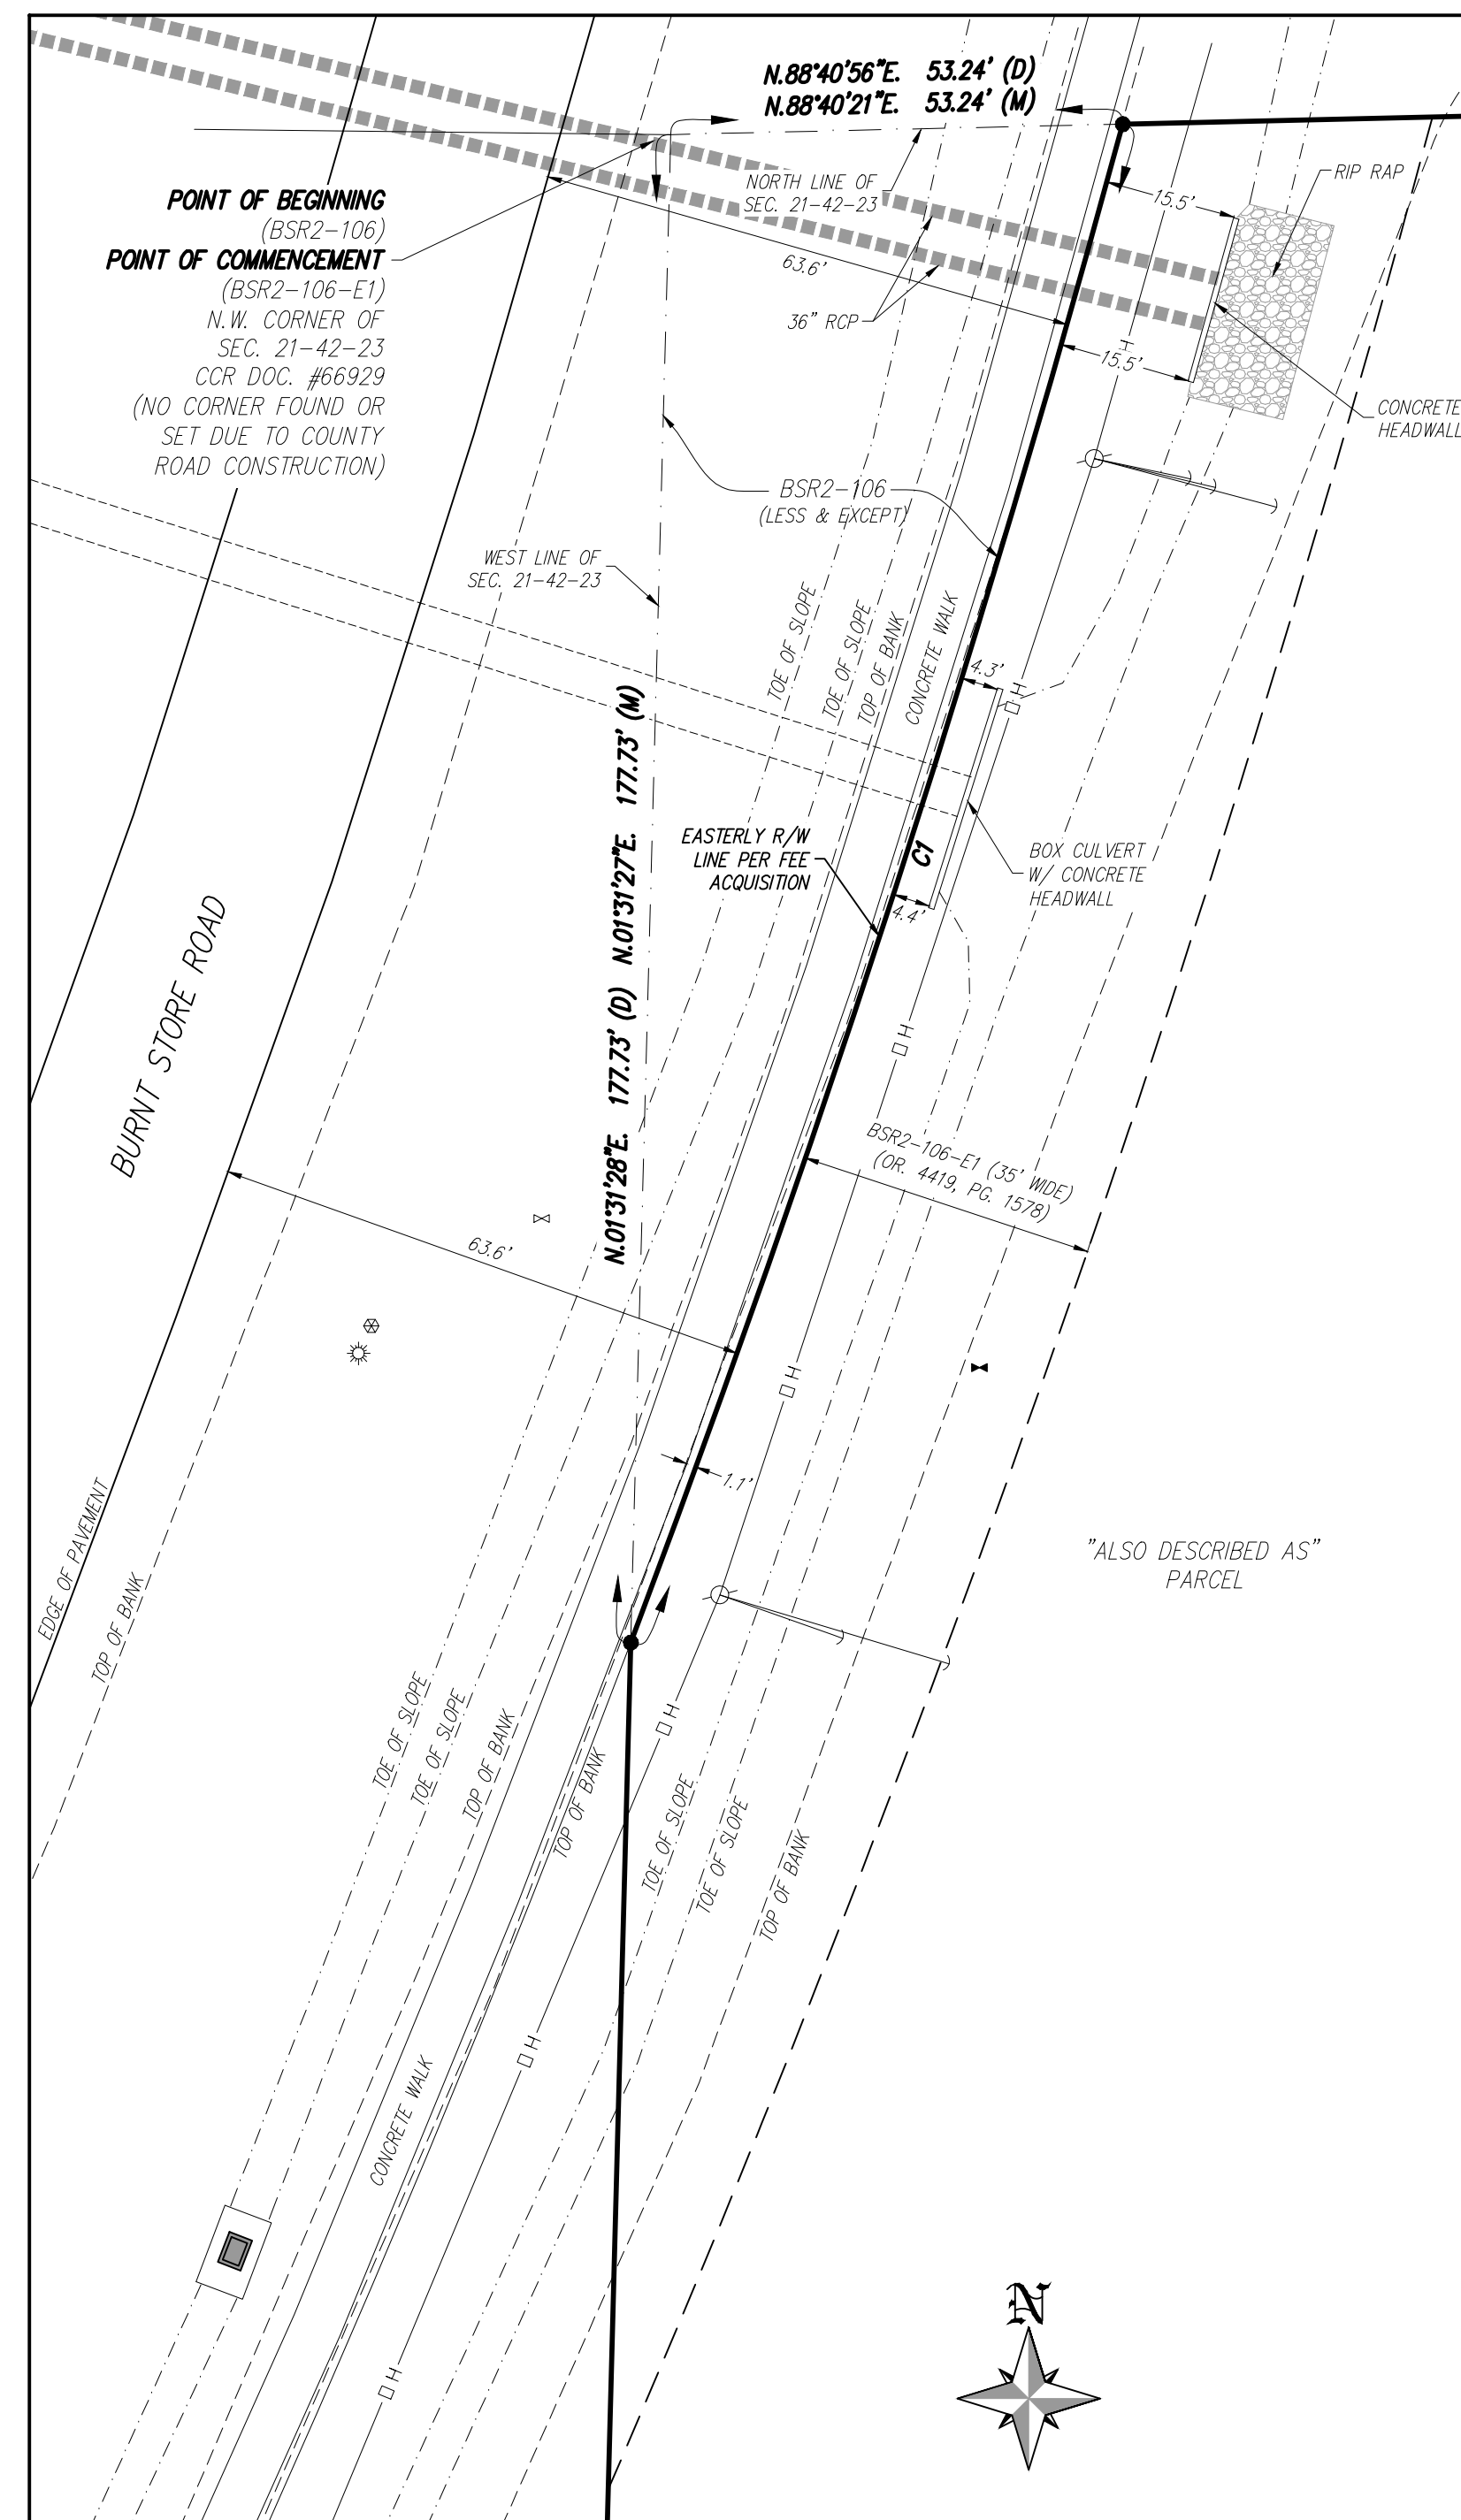 N.88°40'56"E. 53.24' (D)
N.88°40'21"E. 53.24' (M)
RIP RAP
15.5'
NORTH LINE OF
SEC. 21-42-23
POINT OF BEGINNING
(BSR2-106)
POINT OF COMMENCEMENT
(BSR2-106-E1)
N.W. CORNER OF
SEC. 21-42-23
CCR DOC. #66929
(NO CORNER FOUND OR
SET DUE TO COUNTY
ROAD CONSTRUCTION)
63.6'
36" RCP
H
15.5'
CONCRETE
HEADWALL
BSR2-106
(LESS & EXCEPT)
WEST LINE OF
SEC. 21-42-23
TOE OF SLOPE
TOE OF SLOPE
TOP OF BANK
CONCRETE WALK
4.3'
OH
N.01°31'28"E. 177.73' (D) N.01°31'27"E. 177.73' (M)
EASTERLY R/W
LINE PER FEE
ACQUISITION
C1
BOX CULVERT
W/ CONCRETE
HEADWALL
4.4'
BURNT STORE ROAD
OH
BSR2-106-E1 (35' WIDE)
(OR. 4419, PG. 1578)
63.6'
OH
1.1'
EDGE OF PAVEMENT
TOP OF BANK
"ALSO DESCRIBED AS"
PARCEL
TOE OF SLOPE
TOE OF SLOPE
TOP OF BANK
TOP OF BANK
OH
TOE OF SLOPE
TOE OF SLOPE
TOP OF BANK
CONCRETE WALK
OH
OH
N